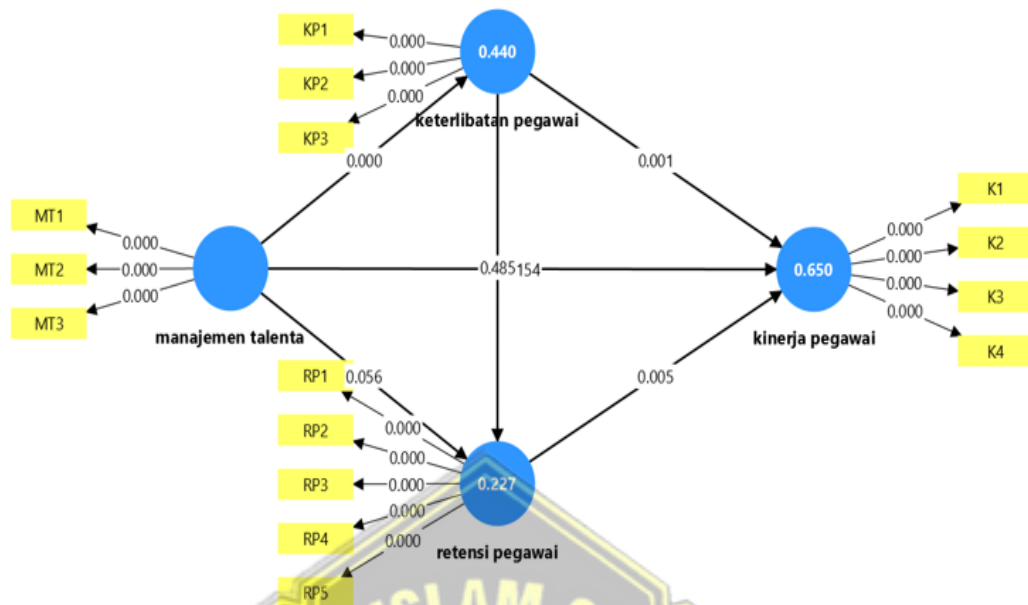 KP1
0.000
0.440
KP2
0.000
0.000
KP3
keterlibatan pegawai
0.000
0.001
MT1
0.000
K1
0.000
MT2
0.000
0.485
154
0.650
K2
0.000
MT3
0.000
K3
0.000
manajemen talenta
kinerja pegawai
0.000
K4
RP1
0.056
0.005
0.000
RP2
0.000
RP3
0.000
0.227
RP4
0.000
0.000
retensi pegawai
RP5
ISLAM